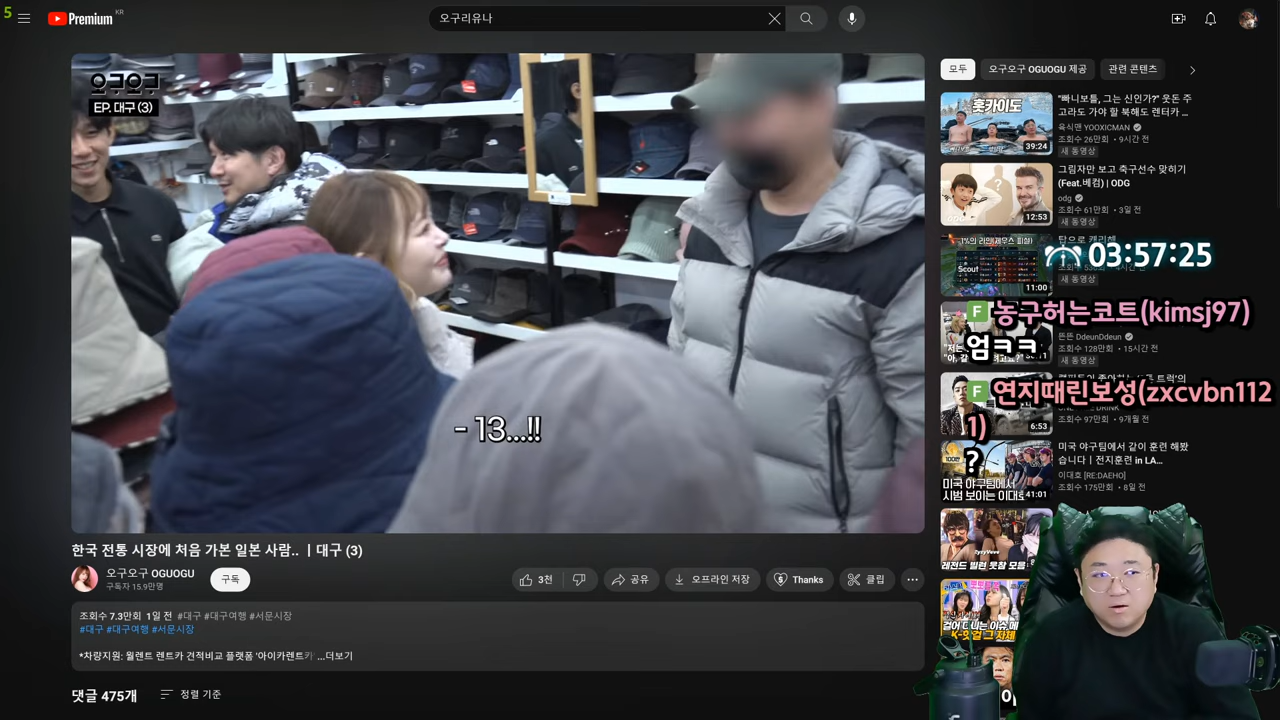 5
Premium KR
오구리유나
오구오구
EP. 대구 (3)
- 13...!!
한국 전통 시장에 처음 가본 일본 사람.. ㅣ대구 (3)
오구오구 OGUOGU
구독자 15.9만명
구독
3천
공유
오프라인 저장
Thanks
클립
조회수 7.3만회 1일 전 #대구 #대구여행 #서문시장
#대구 #대구여행 #서문시장
*차량지원: 월렌트 렌트카 견적비교 플랫폼 '아이카렌트카' ...더보기
댓글 475개
정렬 기준
모두
오구오구 OGUOGU 제공
관련 콘텐츠
홋카이도
39:24
"빠니보틀, 그는 신인가?" 웃돈 주
고라도 가야 할 북해도 렌터카 ...
육식맨 YOOXICMAN
조회수 26만회 • 9시간 전
새 동영상
12:53
그림자만 보고 축구선수 맞히기
(Feat.베컴) | ODG
odg
조회수 61만회 • 3일 전
새 동영상
Scout
11:00
새 동영상
03:57:25
F 농구허는코트(kimsj97)
엄ㅋㅋ
뜬뜬 DdeunDdeun
조회수 128만회 • 15시간 전
새 동영상
F 연지때린보성(zxcvbn112
1)
?
6:53
조회수 97만회 • 9개월 전
미국 야구팀에서
시범 보이는 이대호
41:01
미국 야구팀에서 같이 훈련 해봤
습니다ㅣ전지훈련 in LA...
이대호 [RE:DAEHO]
조회수 175만회 • 8일 전
레전드 빌런 못참 모음